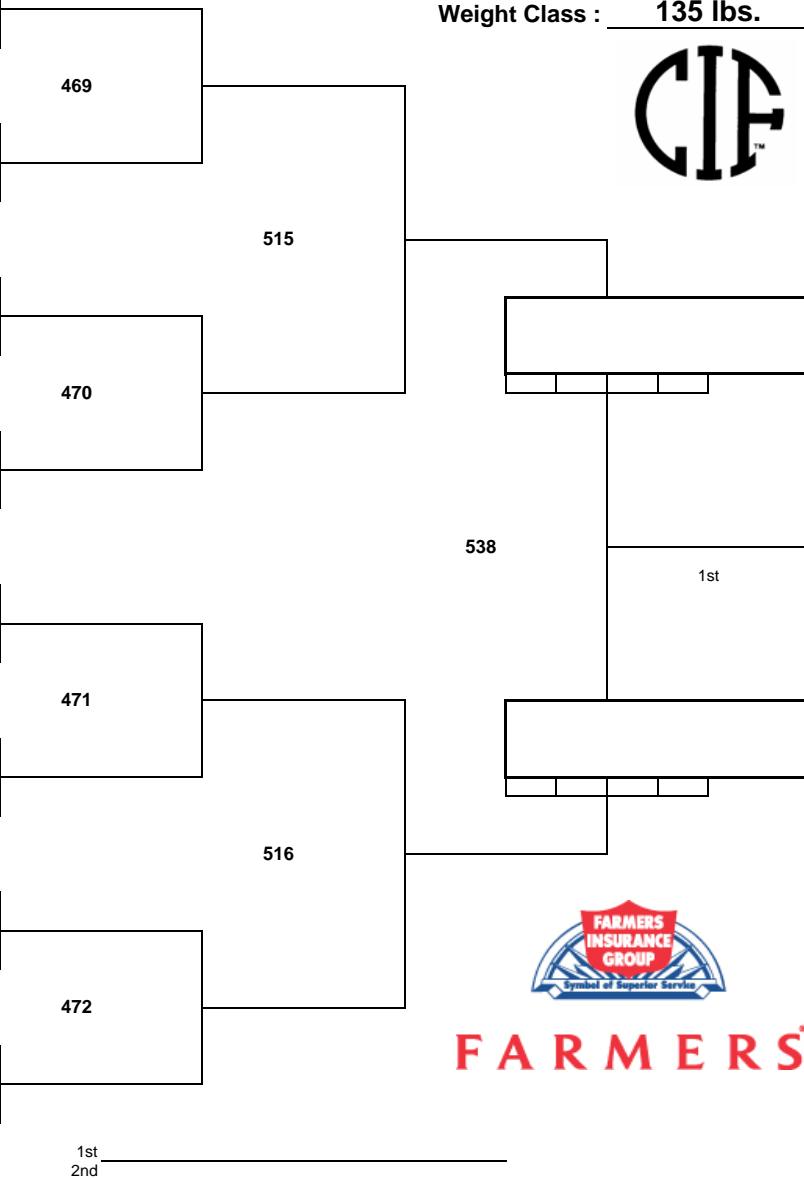 Weight Class : 135 lbs.
CIF™
469
515
470
538
1st
471
516
FARMERS
INSURANCE
GROUP
Symbol of Superior Service
472
FARMERS®
1st
2nd